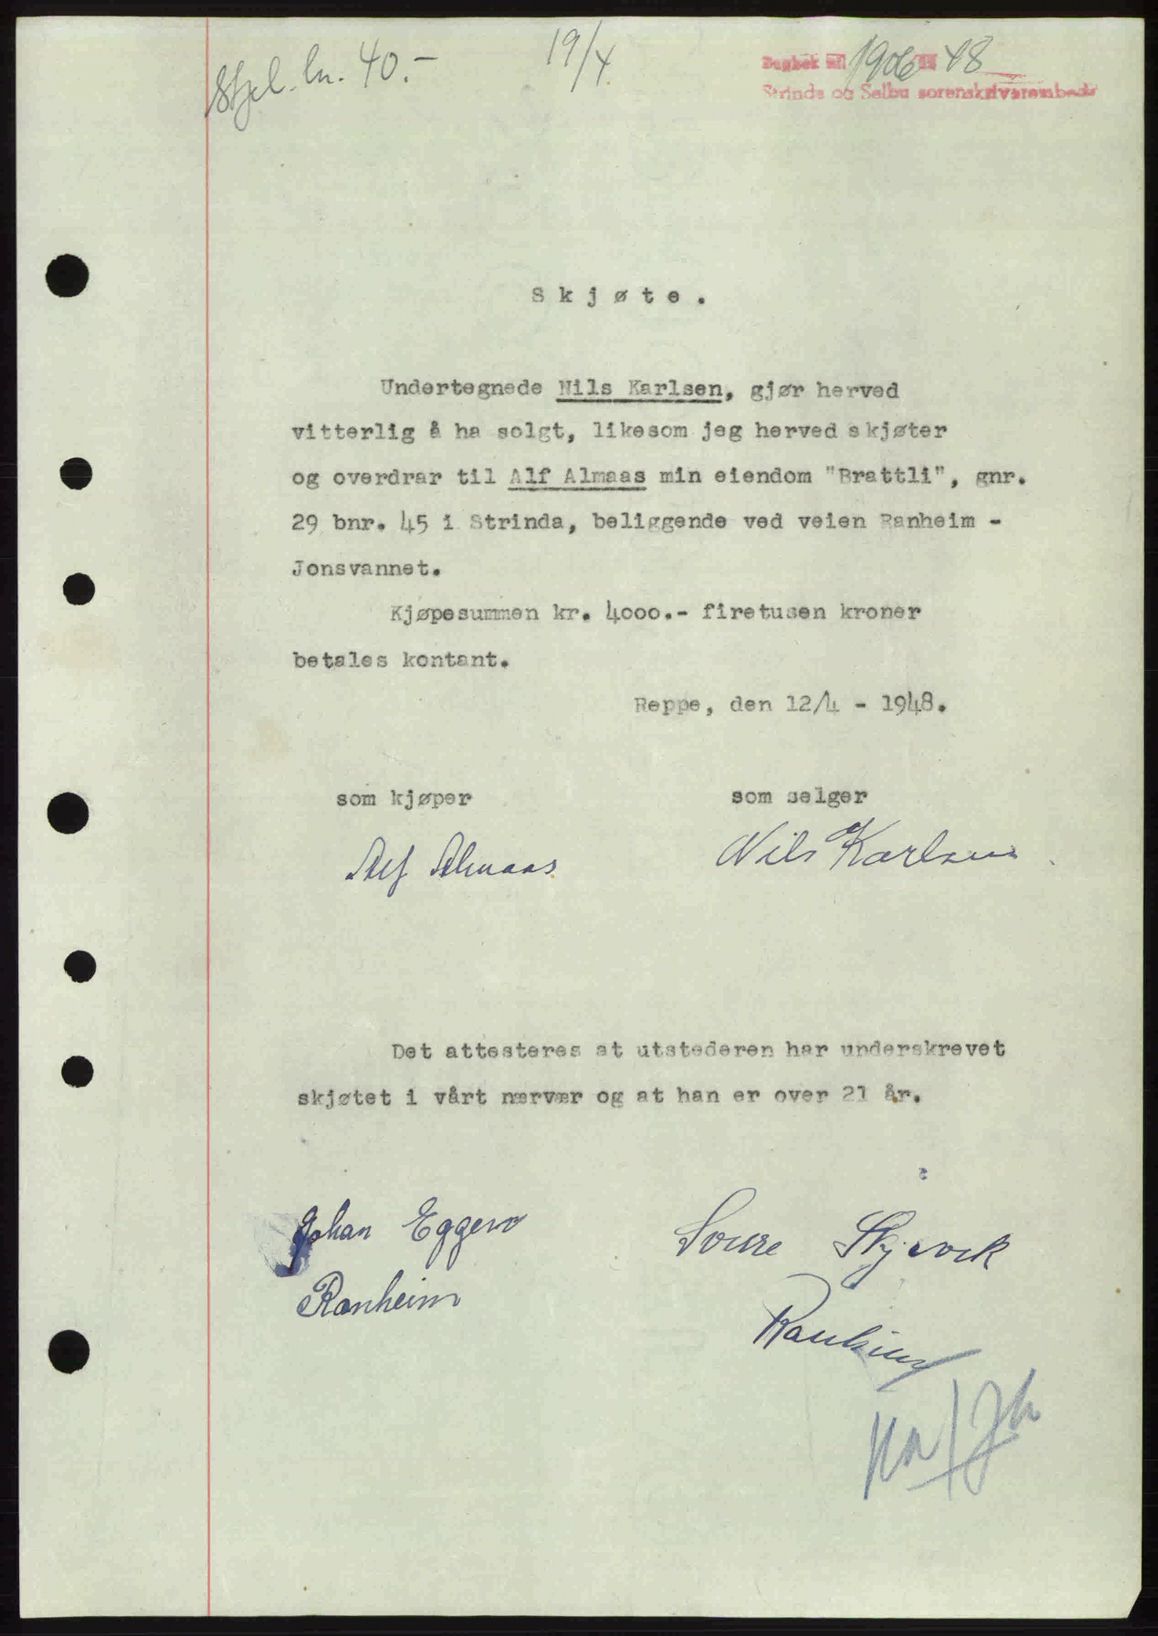 Stpl. kr. 40.-
19/4
Dagbok nr. 1906 19 48
Strinda og Selbu sorenskriverembede
Skjøte.
Undertegnede Nils Karlsen, gjør herved
vitterlig å ha solgt, likesom jeg herved skjøter
og overdrar til Alf Almaas min eiendom "Brattli", gnr.
29 bnr. 45 i Strinda, beliggende ved veien Ranheim -
Jonsvannet.
Kjøpesummen kr. 4000.- firetusen kroner
betales kontant.
Reppe, den 12/4 - 1948.
som kjøper
som selger
Alf Almaas
Nils Karlsen
Det attesteres at utstederen har underskrevet
skjøtet i vårt nærvær og at han er over 21 år.
Johan Eggen
Skjervik
Ranheim
Ranheim